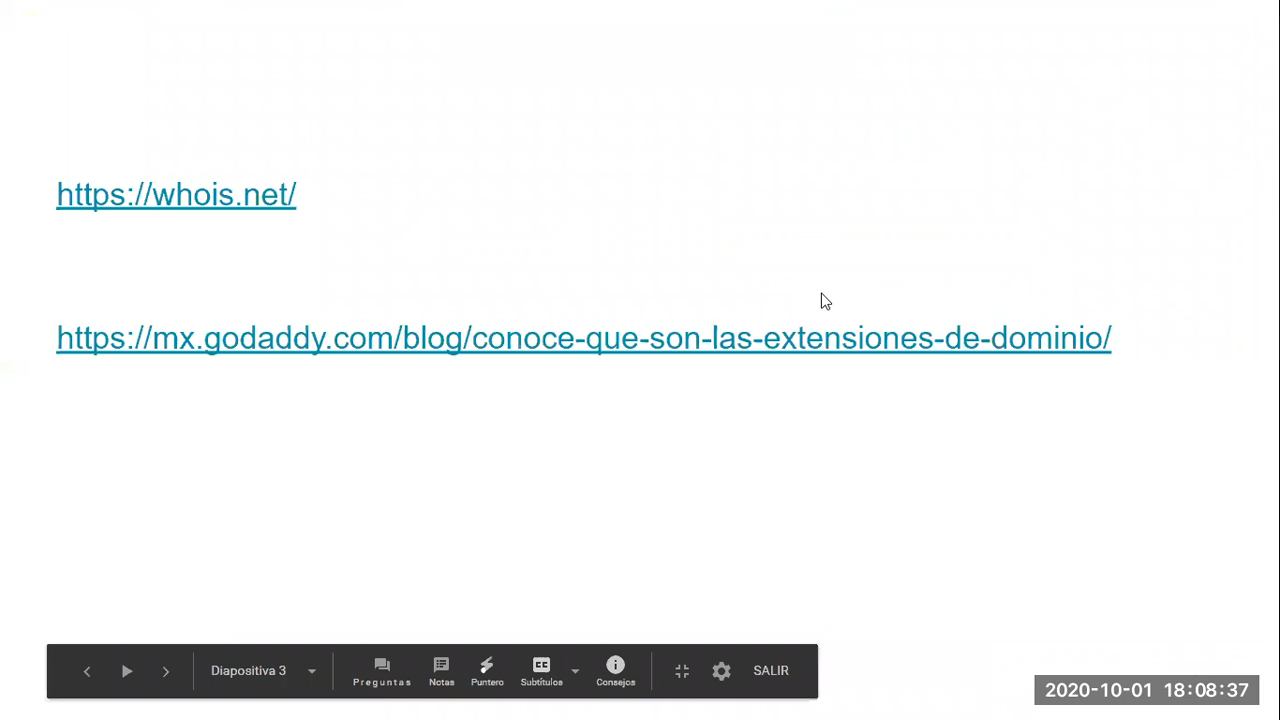 https://whois.net/
https://mx.godaddy.com/blog/conoce-que-son-las-extensiones-de-dominio/
Diapositiva 3
Preguntas
Notas
Puntero
Subtítulos
Consejos
SALIR
2020-10-01 18:08:37